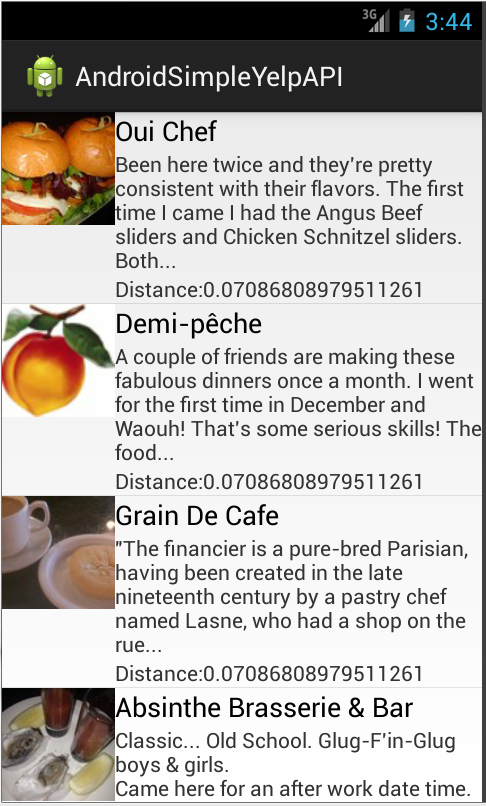 3G
3:44
AndroidSimpleYelpAPI
Oui Chef
Been here twice and they're pretty
consistent with their flavors. The first
time I came I had the Angus Beef
sliders and Chicken Schnitzel sliders.
Both...
Distance:0.07086808979511261
Demi-pêche
A couple of friends are making these
fabulous dinners once a month. I went
for the first time in December and
Waouh! That's some serious skills! The
food...
Distance:0.07086808979511261
Grain De Cafe
"The financier is a pure-bred Parisian,
having been created in the late
nineteenth century by a pastry chef
named Lasne, who had a shop on the
rue...
Distance:0.07086808979511261
Absinthe Brasserie & Bar
Classic... Old School. Glug-F'in-Glug
boys & girls.
Came here for an after work date time.